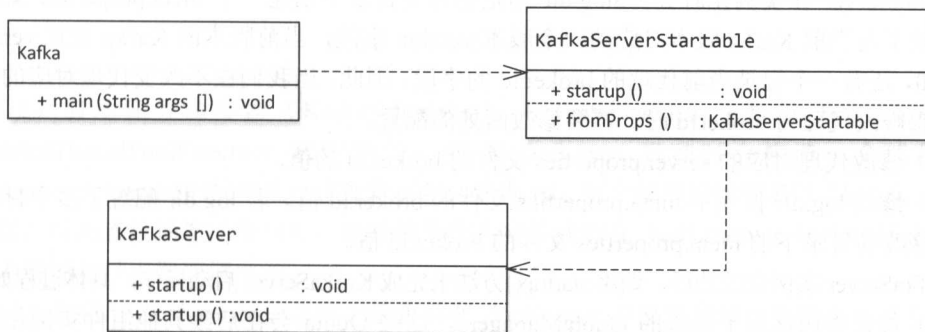 Kafka
+ main (String args []) : void
KafkaServerStartable
+ startup () : void
+ fromProps () : KafkaServerStartable
KafkaServer
+ startup () : void
+ startup () :void